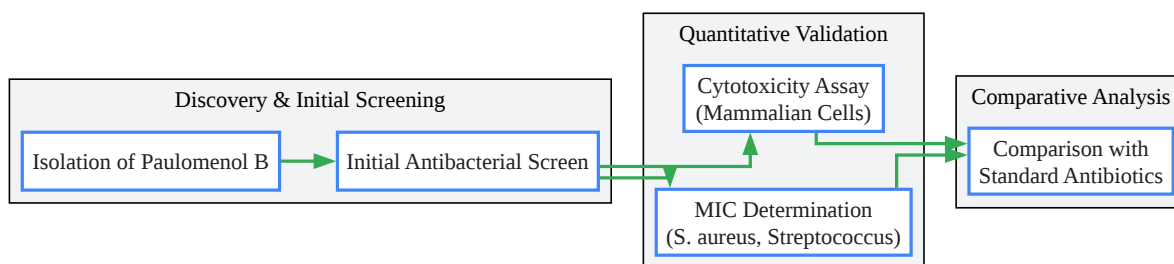 Discovery & Initial Screening
Isolation of Paulomenol B
Initial Antibacterial Screen
Quantitative Validation
Cytotoxicity Assay
(Mammalian Cells)
MIC Determination
(S. aureus, Streptococcus)
Comparative Analysis
Comparison with
Standard Antibiotics